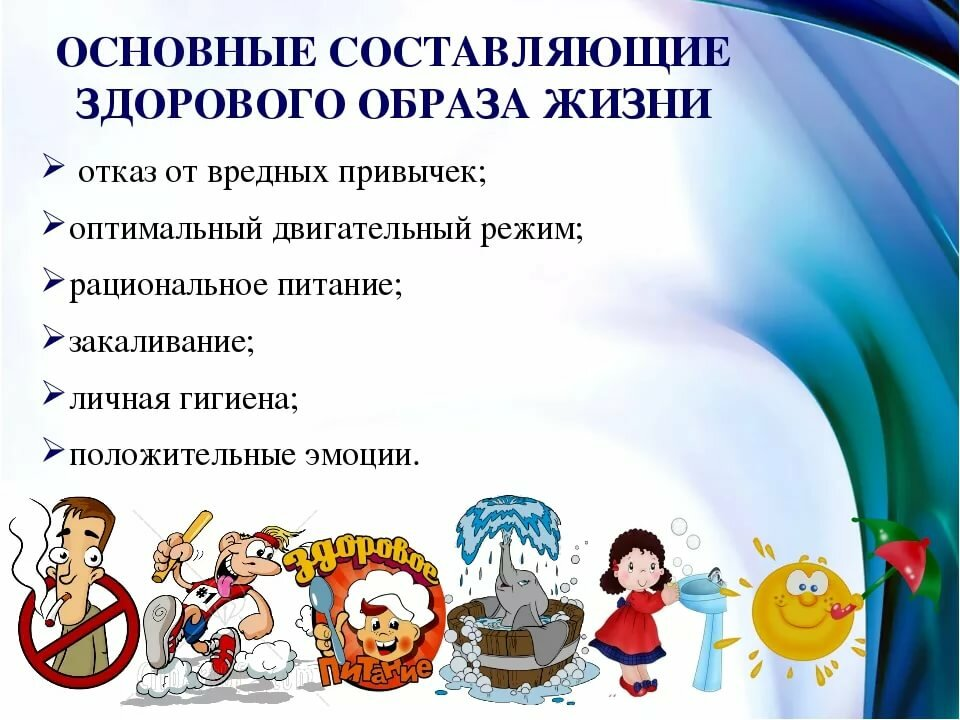 ОСНОВНЫЕ СОСТАВЛЯЮЩИЕ
ЗДОРОВОГО ОБРАЗА ЖИЗНИ
отказ от вредных привычек;
оптимальный двигательный режим;
рациональное питание;
закаливание;
личная гигиена;
положительные эмоции.
#1
здоровое
питание